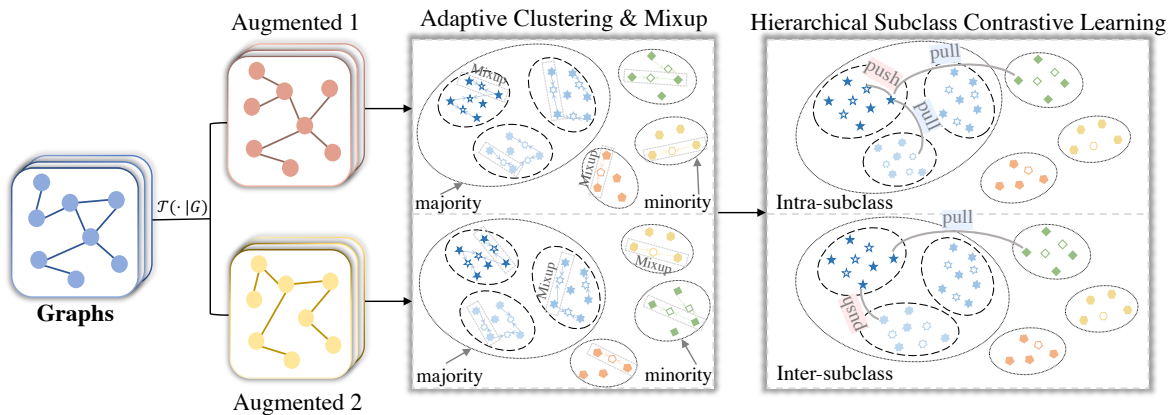 Augmented 1
Adaptive Clustering & Mixup
Hierarchical Subclass Contrastive Learning
Graphs
𝒯(·|G)
Augmented 2
Mixup
Mixup
majority
minority
Mixup
Mixup
majority
minority
push
pull
pull
Intra-subclass
pull
push
Inter-subclass